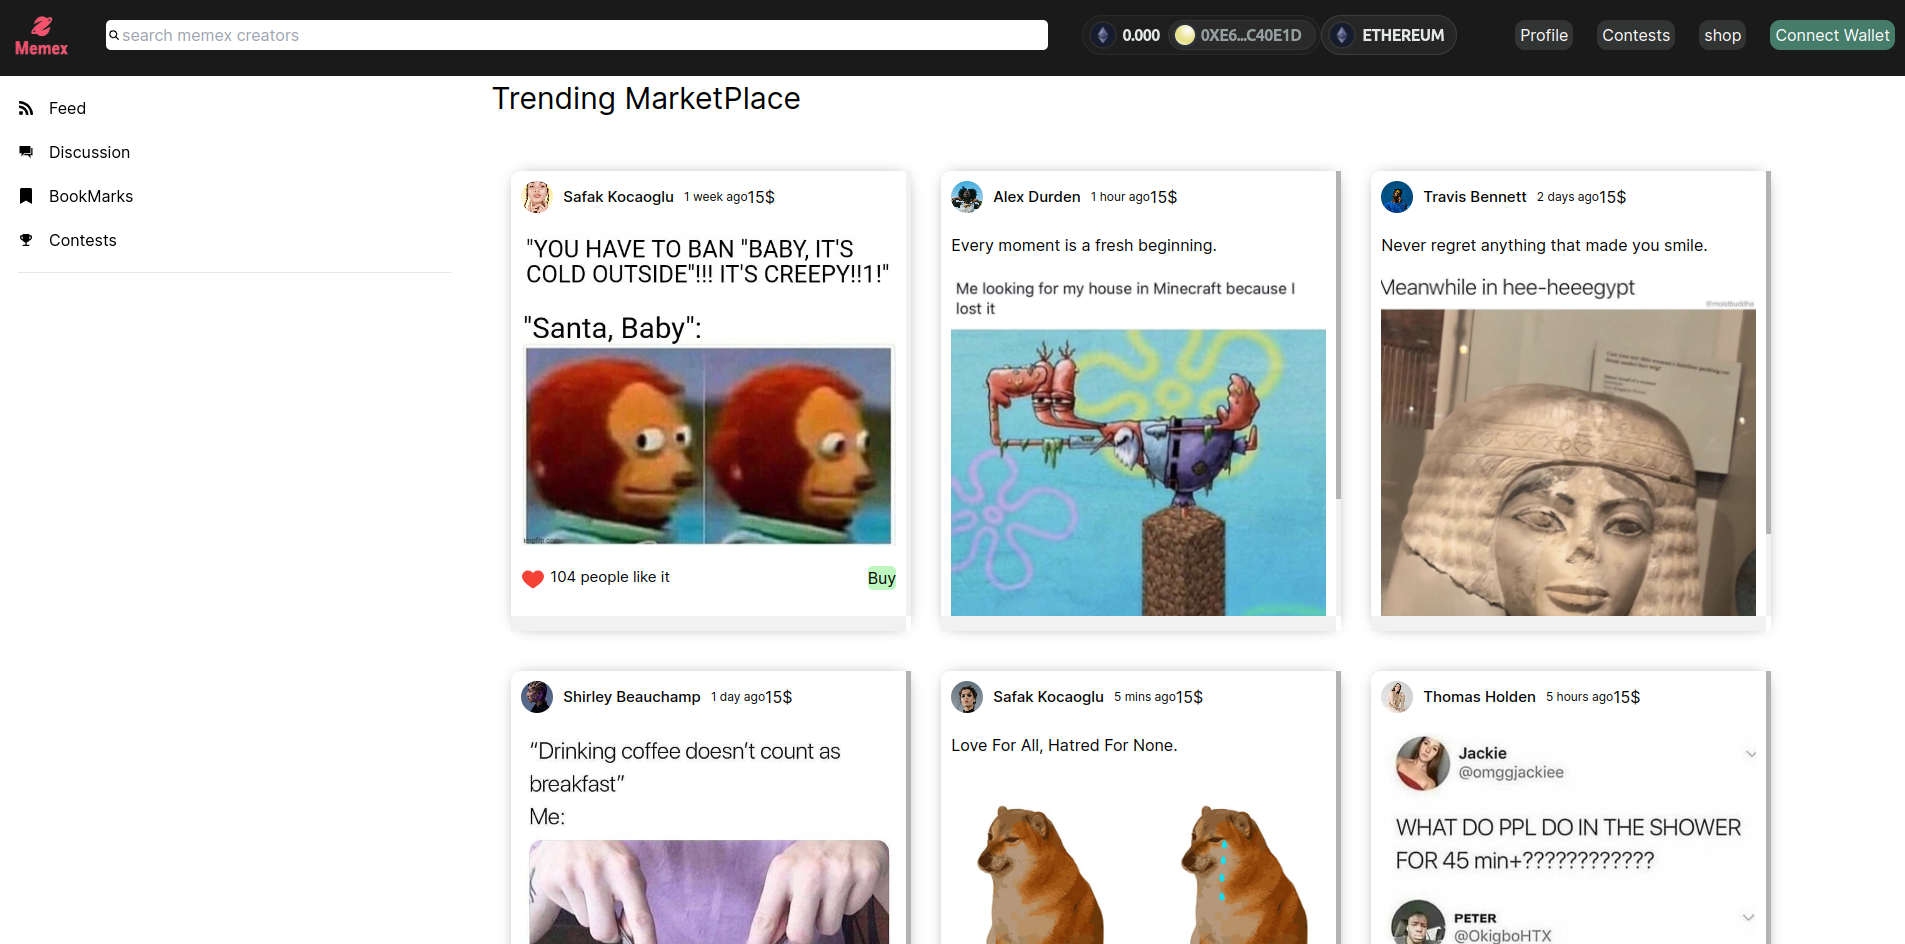 Memex
search memex creators
0.000
0XE6...C40E1D
ETHEREUM
Profile
Contests
shop
Connect Wallet
Feed
Discussion
BookMarks
Contests
Trending MarketPlace
Safak Kocaoglu 1 week ago15$
"YOU HAVE TO BAN "BABY, IT'S
COLD OUTSIDE"!!! IT'S CREEPY!!1!"
"Santa, Baby":
imgflip.com
104 people like it
Buy
Alex Durden 1 hour ago15$
Every moment is a fresh beginning.
Me looking for my house in Minecraft because I
lost it
Travis Bennett 2 days ago15$
Never regret anything that made you smile.
Meanwhile in hee-heeegypt
@moistbuddha
Shirley Beauchamp 1 day ago15$
“Drinking coffee doesn’t count as
breakfast”
Me:
Safak Kocaoglu 5 mins ago15$
Love For All, Hatred For None.
Thomas Holden 5 hours ago15$
Jackie
@omggjackiee
WHAT DO PPL DO IN THE SHOWER
FOR 45 min+????????????
PETER
@OkigboHTX